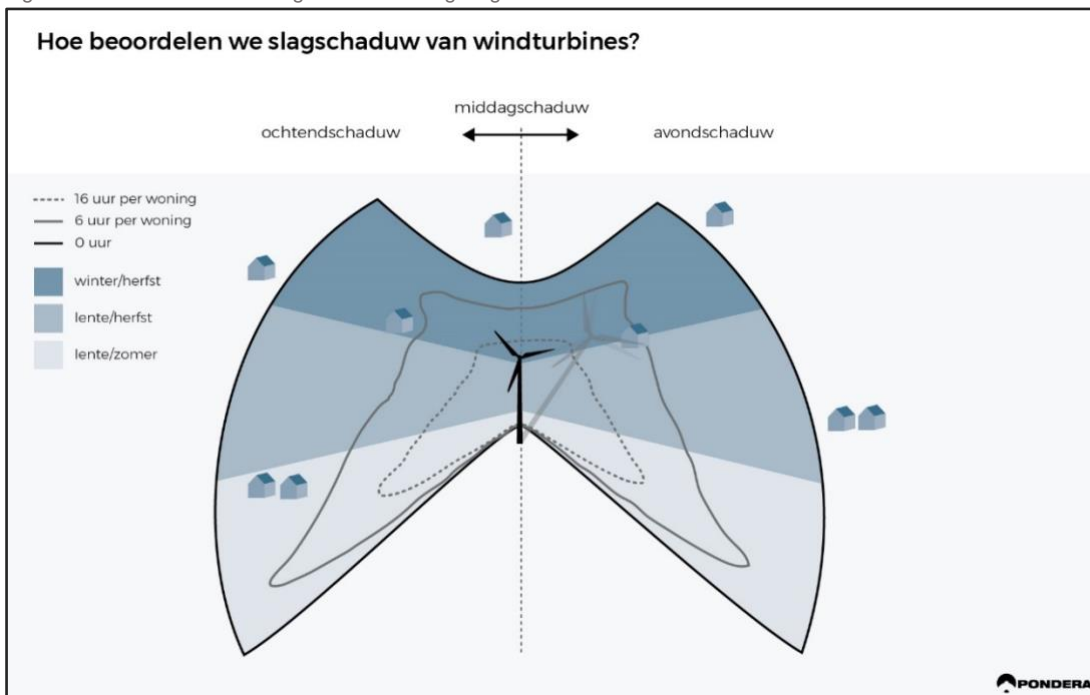 Hoe beoordelen we slagschaduw van windturbines?
middagschaduw
ochtendschaduw
avondschaduw
16 uur per woning
6 uur per woning
0 uur
winter/herfst
lente/herfst
lente/zomer
PONDERA